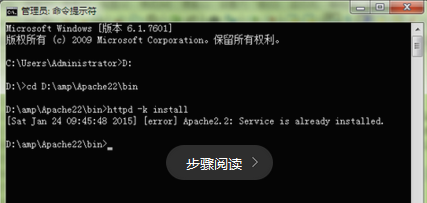 管理员: 命令提示符
Microsoft Windows [版本 6.1.7601]
版权所有 (c) 2009 Microsoft Corporation。保留所有权利。
C:\Users\Administrator>D:
D:\>cd D:\amp\Apache22\bin
D:\amp\Apache22\bin>httpd -k install
[Sat Jan 24 09:45:48 2015] [error] Apache2.2: Service is already installed.
D:\amp\Apache22\bin>_
步骤阅读